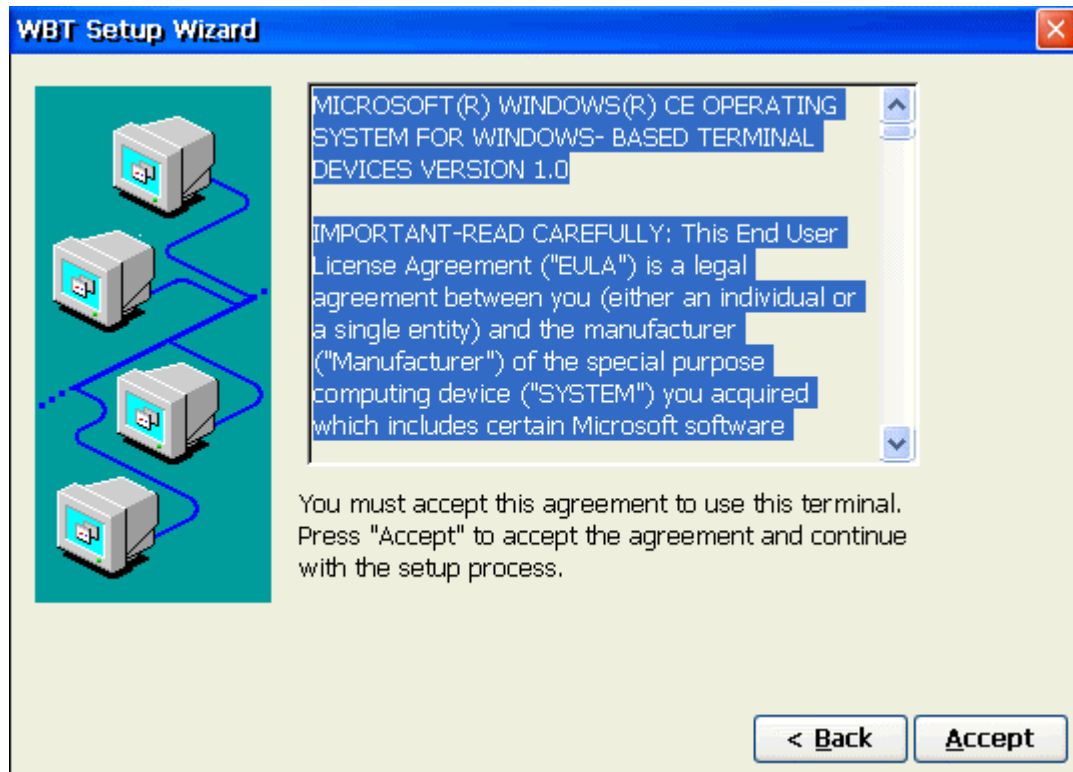 WBT Setup Wizard
MICROSOFT(R) WINDOWS(R) CE OPERATING
SYSTEM FOR WINDOWS- BASED TERMINAL
DEVICES VERSION 1.0
IMPORTANT-READ CAREFULLY: This End User
License Agreement ("EULA") is a legal
agreement between you (either an individual or
a single entity) and the manufacturer
("Manufacturer") of the special purpose
computing device ("SYSTEM") you acquired
which includes certain Microsoft software
You must accept this agreement to use this terminal.
Press "Accept" to accept the agreement and continue
with the setup process.
< Back Accept